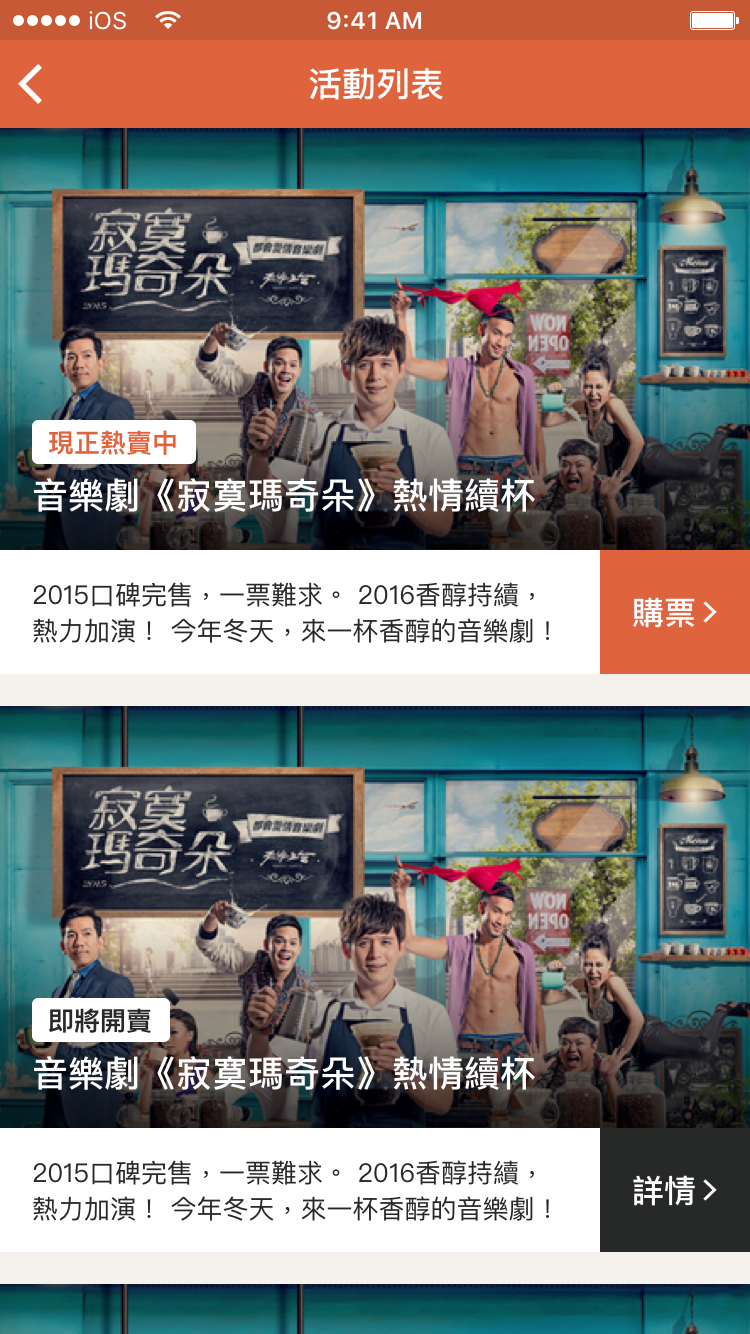 iOS
9:41 AM
活動列表
寂寞
瑪奇朵
都會愛情音樂劇
2015
Menu
NOW
OPEN
現正熱賣中
音樂劇《寂寞瑪奇朵》熱情續杯
2015口碑完售，一票難求。 2016香醇持續，
熱力加演！ 今年冬天，來一杯香醇的音樂劇！
購票
寂寞
瑪奇朵
都會愛情音樂劇
2015
Menu
NOW
OPEN
即將開賣
音樂劇《寂寞瑪奇朵》熱情續杯
2015口碑完售，一票難求。 2016香醇持續，
熱力加演！ 今年冬天，來一杯香醇的音樂劇！
詳情